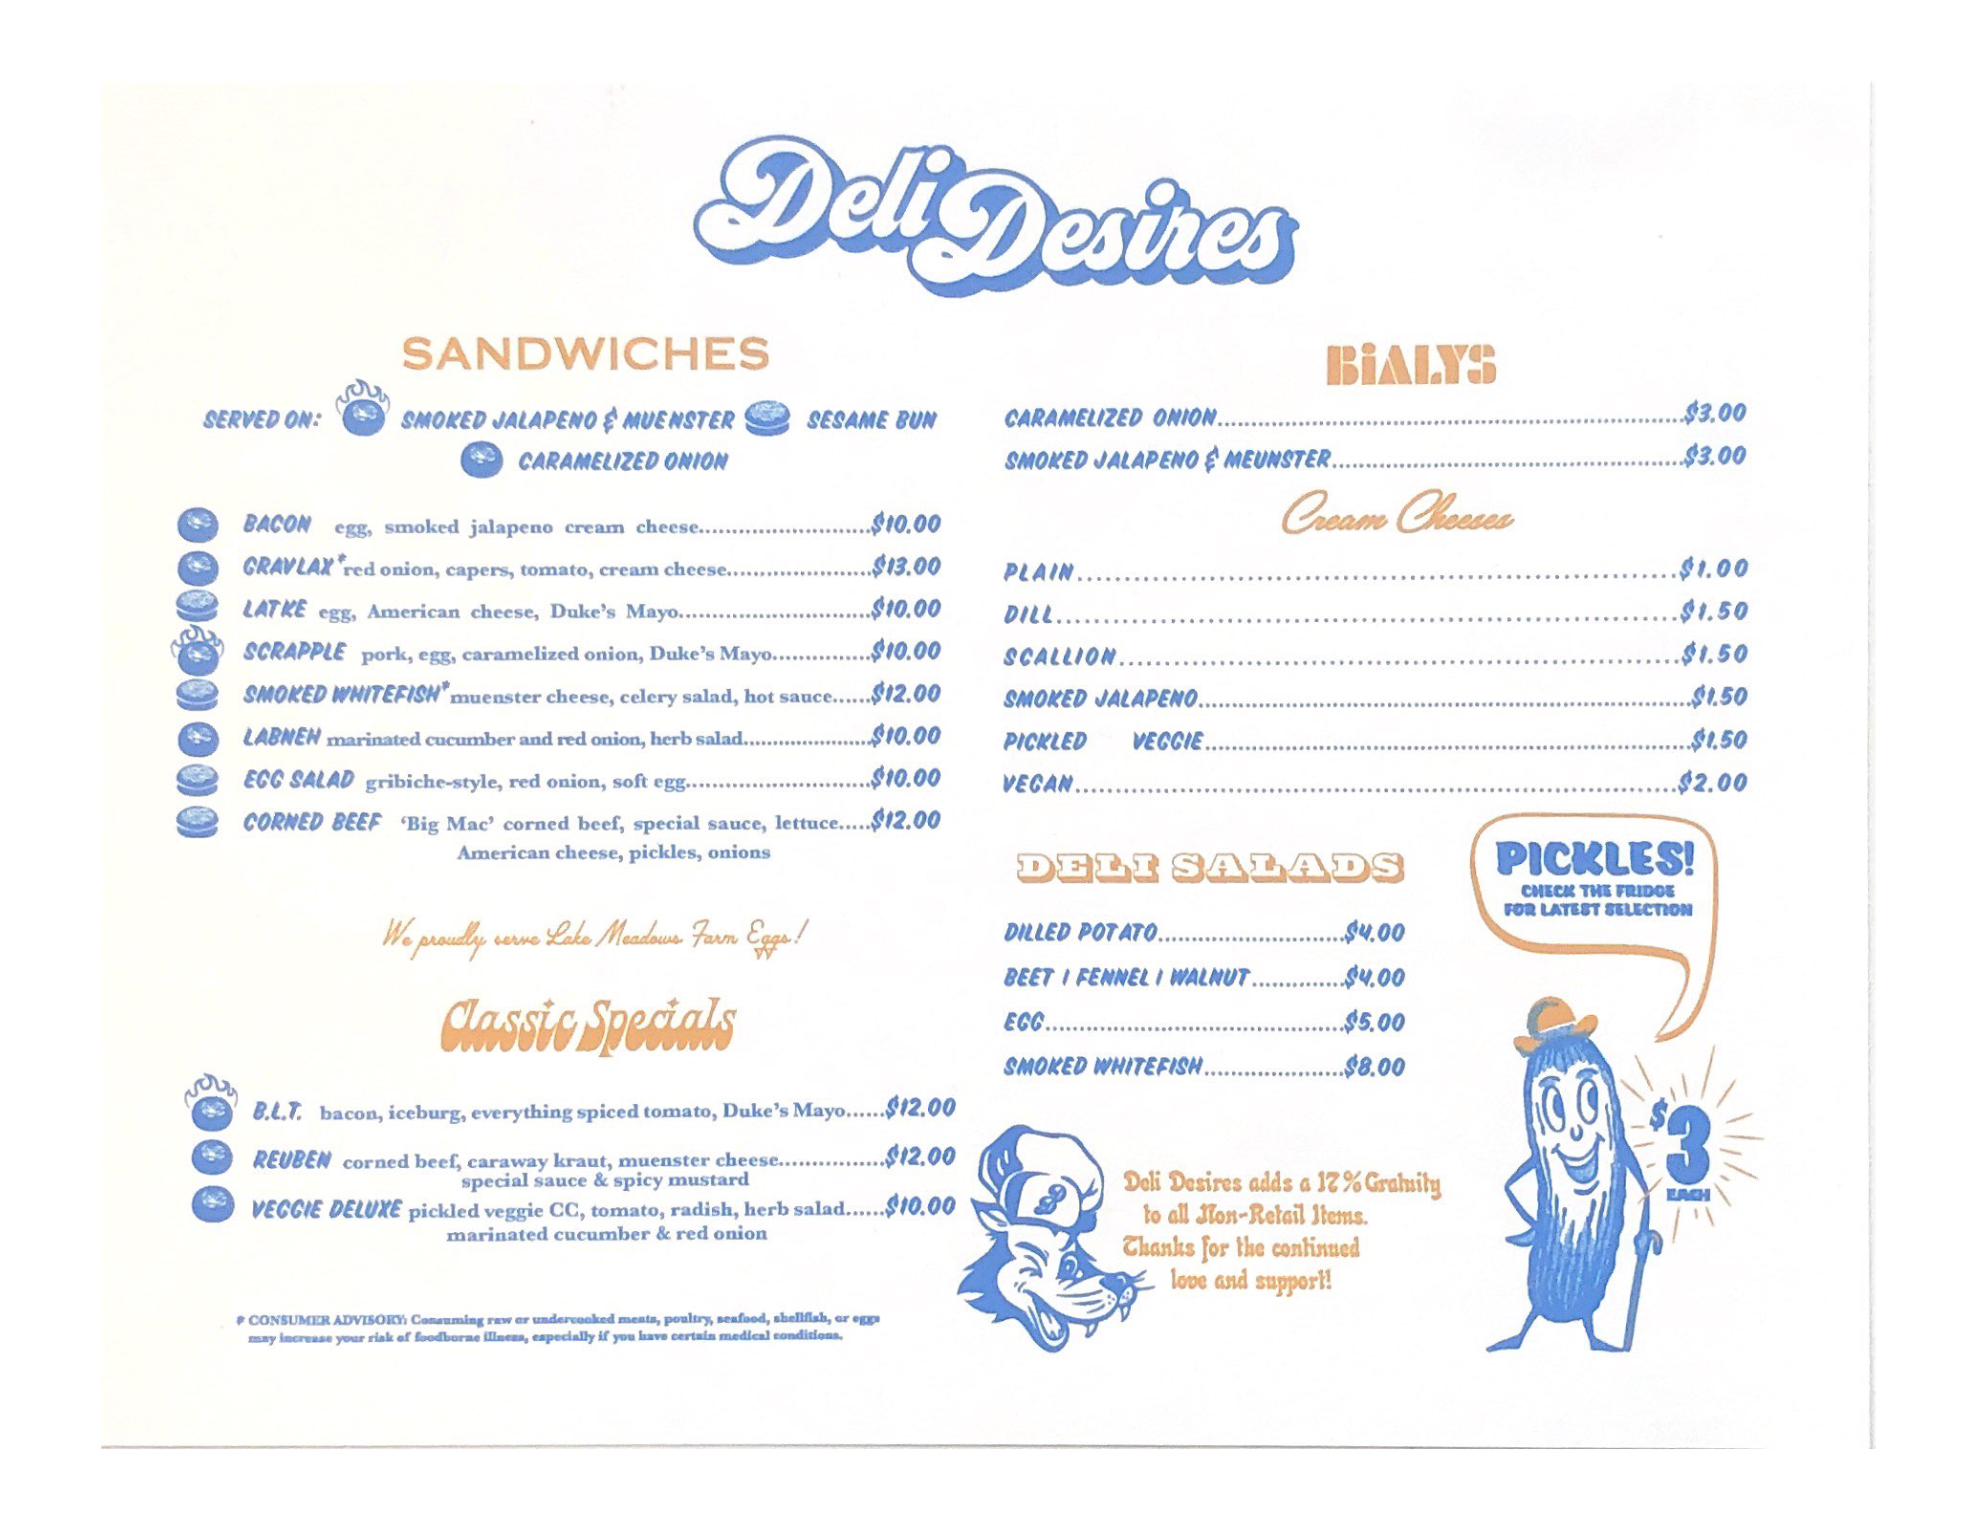 Deli Desires
SANDWICHES
SERVED ON: SMOKED JALAPENO & MUENSTER SESAME BUN
CARAMELIZED ONION
BACON egg, smoked jalapeno cream cheese.......................$10.00
GRAVLAX* red onion, capers, tomato, cream cheese....................$13.00
LATKE egg, American cheese, Duke's Mayo..........................$10.00
SCRAPPLE pork, egg, caramelized onion, Duke's Mayo..............$10.00
SMOKED WHITEFISH* muenster cheese, celery salad, hot sauce......$12.00
LABNEH marinated cucumber and red onion, herb salad..................$10.00
EGG SALAD gribiche-style, red onion, soft egg..........................$10.00
CORNED BEEF 'Big Mac' corned beef, special sauce, lettuce.....$12.00
American cheese, pickles, onions
We proudly serve Lake Meadows Farm Eggs!
Classic Specials
B.L.T. bacon, iceburg, everything spiced tomato, Duke's Mayo......$12.00
REUBEN corned beef, caraway kraut, muenster cheese...............$12.00
special sauce & spicy mustard
VEGGIE DELUXE pickled veggie CC, tomato, radish, herb salad......$10.00
marinated cucumber & red onion
* CONSUMER ADVISORY: Consuming raw or undercooked meats, poultry, seafood, shellfish, or eggs
may increase your risk of foodborne illness, especially if you have certain medical conditions.
BiALYS
CARAMELIZED ONION..............................................................$3.00
SMOKED JALAPENO & MEUNSTER...............................................$3.00
Cream Cheeses
PLAIN..................................................................$1.00
DILL....................................................................$1.50
SCALLION..............................................................$1.50
SMOKED JALAPENO..................................................................$1.50
PICKLED VEGGIE..................................................................$1.50
VEGAN..................................................................$2.00
DELI SALADS
DILLED POTATO..........................$4.00
BEET | FENNEL | WALNUT..............$4.00
EGG..........................................$5.00
SMOKED WHITEFISH....................$8.00
PICKLES!
CHECK THE FRIDGE
FOR LATEST SELECTION
$3
EACH
D
Deli Desires adds a 17% Gratuity
to all Non-Retail Items.
Thanks for the continued
love and support!